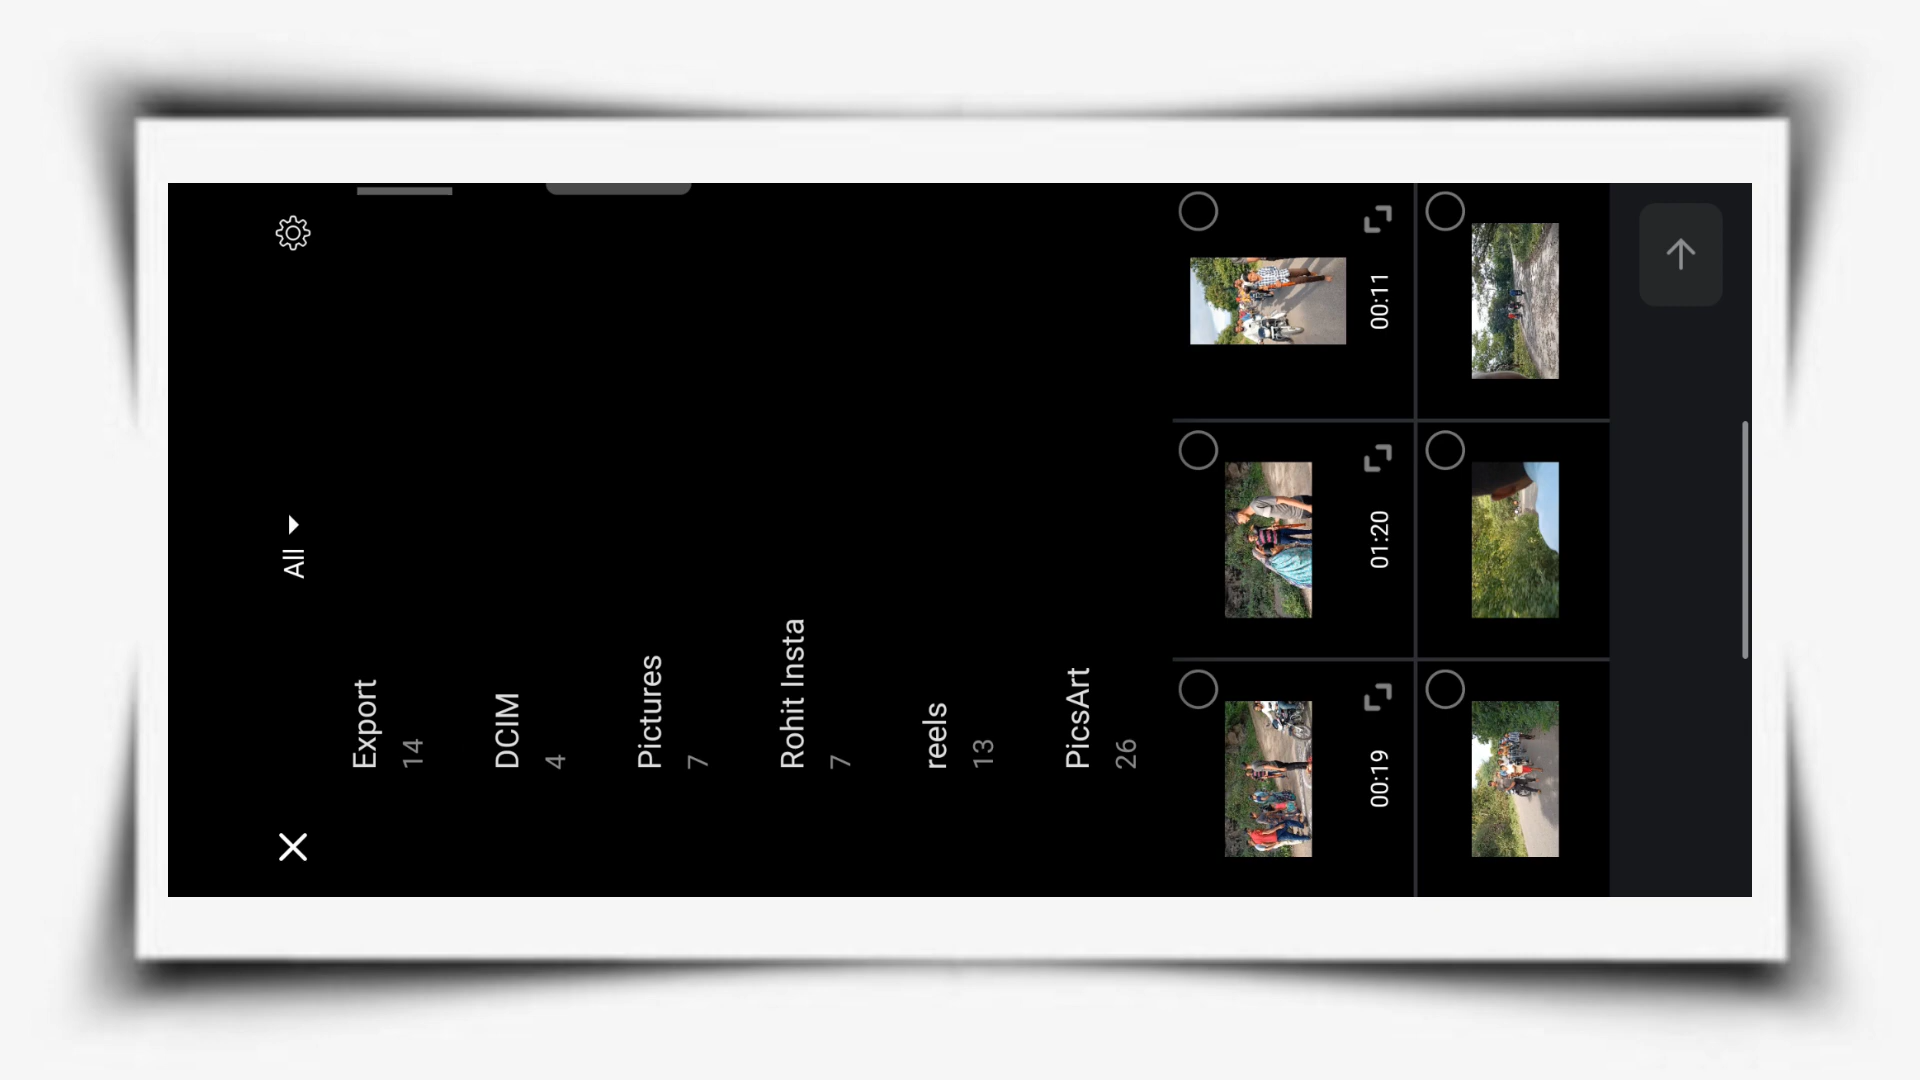 All
Export
14
DCIM
4
Pictures
7
Rohit Insta
7
reels
13
PicsArt
26
00:19
01:20
00:11